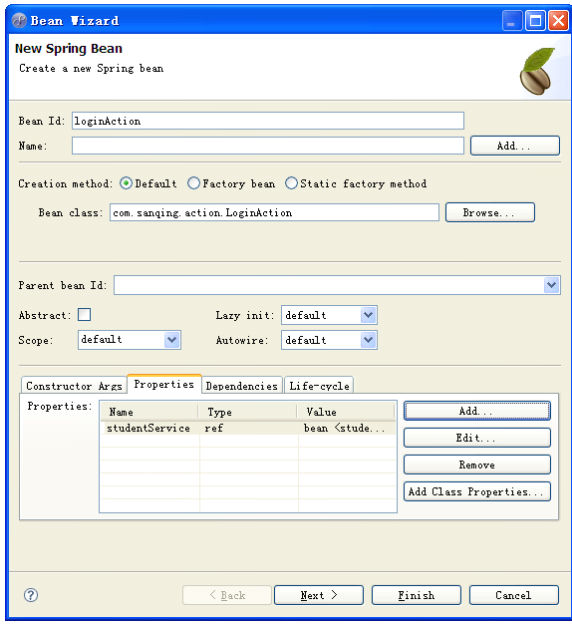 Bean Wizard
New Spring Bean
Create a new Spring bean
Bean Id: loginAction
Name: Add...
Creation method: Default Factory bean Static factory method
Bean class: com.sanqing.action.LoginAction Browse...
Parent bean Id:
Abstract: Lazy init: default
Scope: default Autowire: default
Constructor Args Properties Dependencies Life-cycle
Properties: Name Type Value Add...
studentService ref bean <stude...
Edit...
Remove
Add Class Properties...
? < Back Next > Finish Cancel